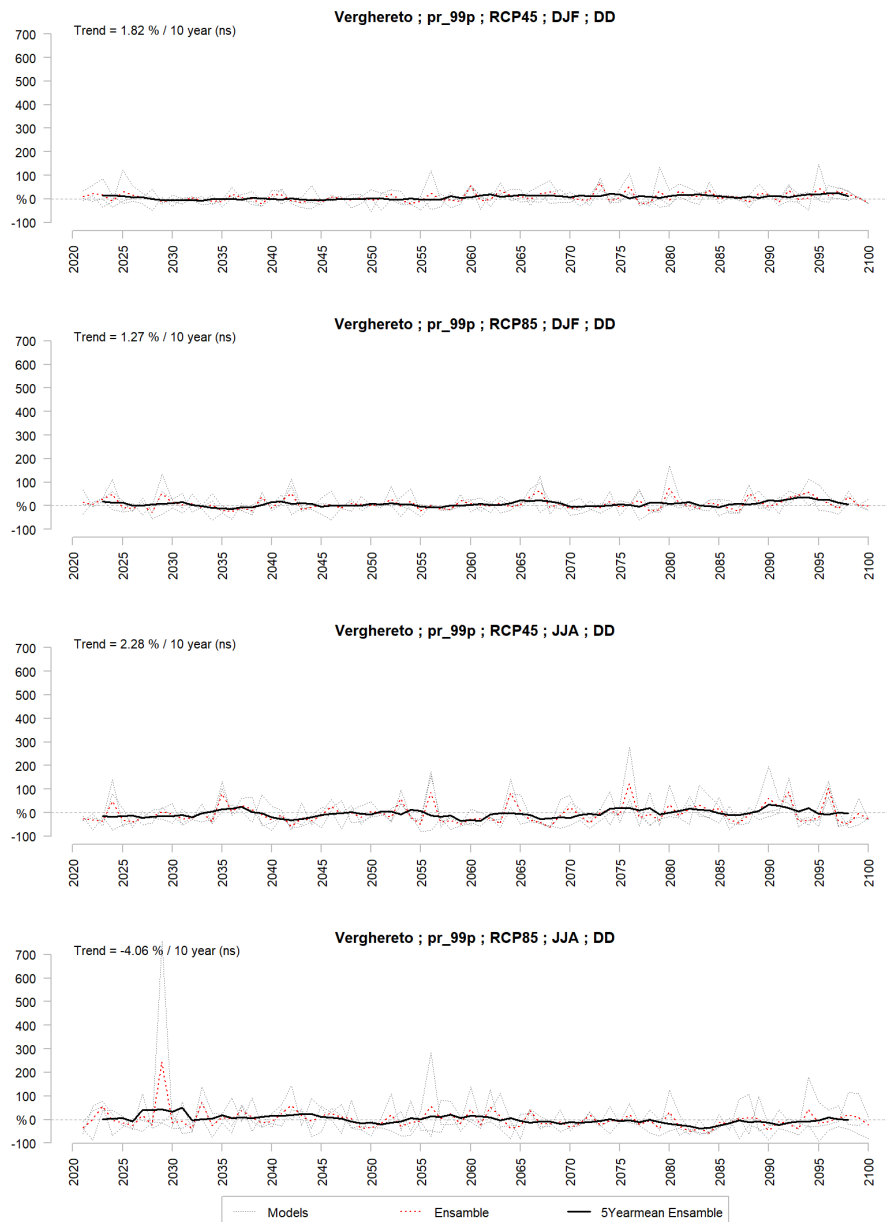 Verghereto ; pr_99p ; RCP45 ; DJF ; DD
Trend = 1.82 % / 10 year (ns)
700
600
500
400
300
200
100
% 0
-100
2020 2025 2030 2035 2040 2045 2050 2055 2060 2065 2070 2075 2080 2085 2090 2095 2100
Verghereto ; pr_99p ; RCP85 ; DJF ; DD
Trend = 1.27 % / 10 year (ns)
700
600
500
400
300
200
100
% 0
-100
2020 2025 2030 2035 2040 2045 2050 2055 2060 2065 2070 2075 2080 2085 2090 2095 2100
Verghereto ; pr_99p ; RCP45 ; JJA ; DD
Trend = 2.28 % / 10 year (ns)
700
600
500
400
300
200
100
% 0
-100
2020 2025 2030 2035 2040 2045 2050 2055 2060 2065 2070 2075 2080 2085 2090 2095 2100
Verghereto ; pr_99p ; RCP85 ; JJA ; DD
Trend = -4.06 % / 10 year (ns)
700
600
500
400
300
200
100
% 0
-100
2020 2025 2030 2035 2040 2045 2050 2055 2060 2065 2070 2075 2080 2085 2090 2095 2100
Models Ensemble 5Yearmean Ensamble